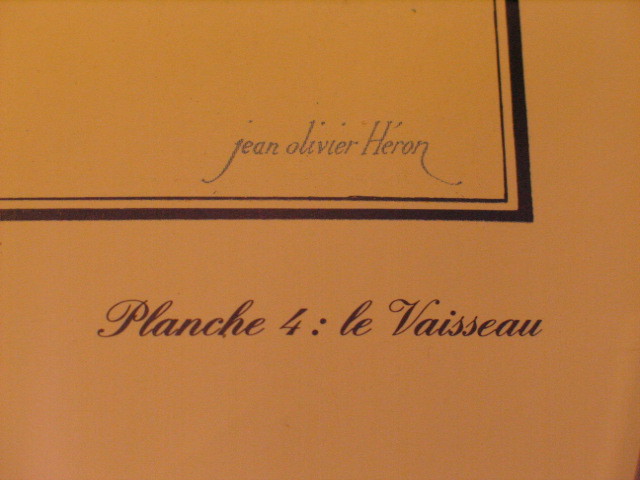 jean olivier Héron
Planche 4 : le Vaisseau